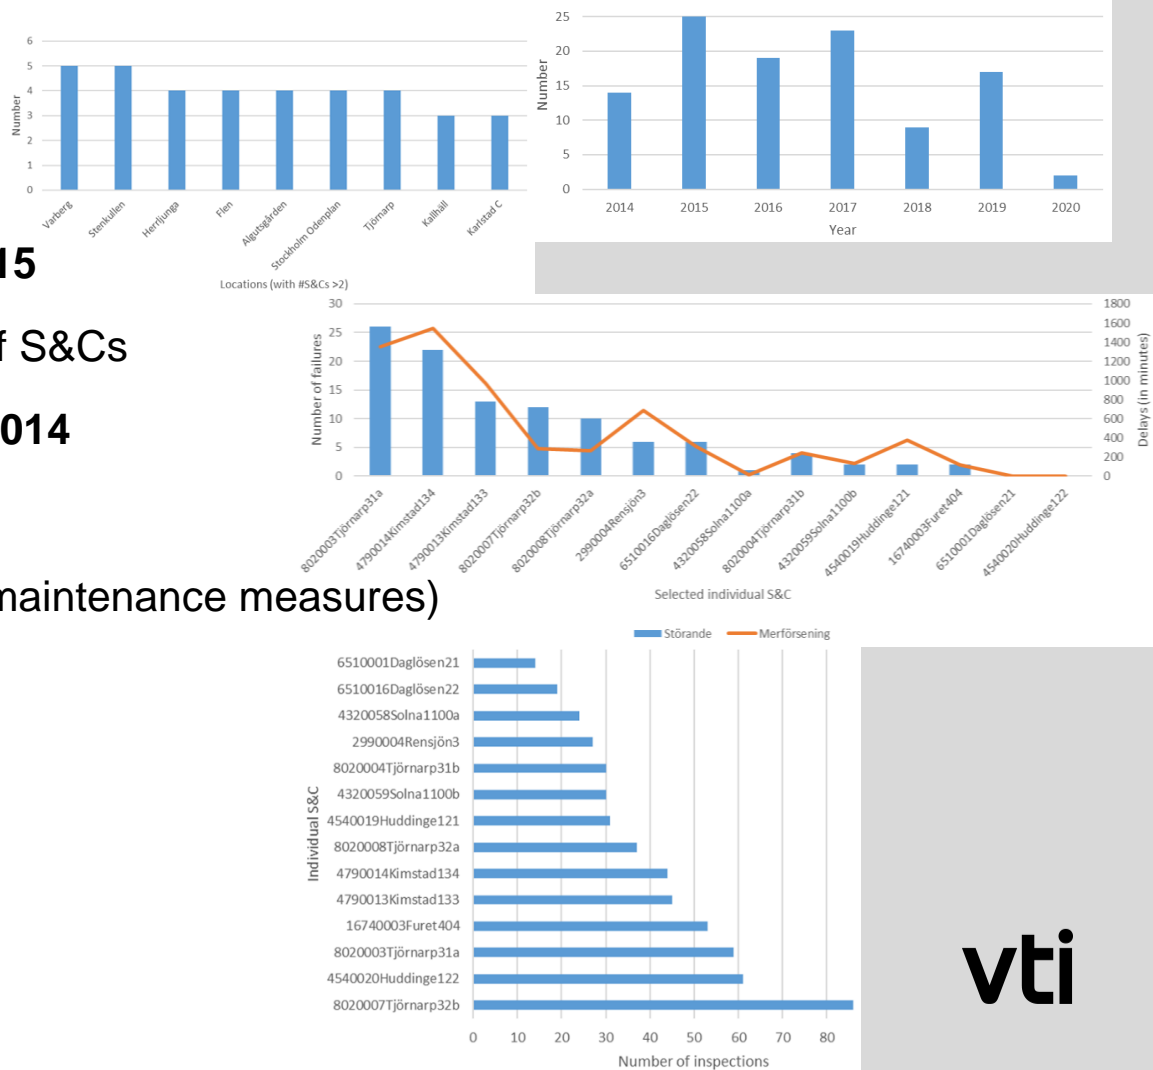 6
5
4
3
2
1
0
Number
Varberg
Stenkullen
Herrljunga
Flen
Algutsgården
Stockholm Odenplan
Tjörnarp
Kallhäll
Karlstad C
Locations (with #S&Cs >2)
25
20
15
10
5
0
Number
2014 2015 2016 2017 2018 2019 2020
Year
15
f S&Cs
014
maintenance measures)
30
25
20
15
10
5
0
Number of failures
1800
1600
1400
1200
1000
800
600
400
200
0
Delays (in minutes)
8020003Tjörnarp31a
4790014Kimstad134
4790013Kimstad133
8020007Tjörnarp32b
8020008Tjörnarp32a
2990004Rensjön3
6510016Daglösen22
4320058Solna1100a
8020004Tjörnarp31b
4320059Solna1100b
4540019Huddinge121
16740003Furet404
6510001Daglösen21
4540020Huddinge122
Selected individual S&C
Störande Merförsening
Individual S&C
6510001Daglösen21
6510016Daglösen22
4320058Solna1100a
2990004Rensjön3
8020004Tjörnarp31b
4320059Solna1100b
4540019Huddinge121
8020008Tjörnarp32a
4790014Kimstad134
4790013Kimstad133
16740003Furet404
8020003Tjörnarp31a
4540020Huddinge122
8020007Tjörnarp32b
0 10 20 30 40 50 60 70 80
Number of inspections
vti